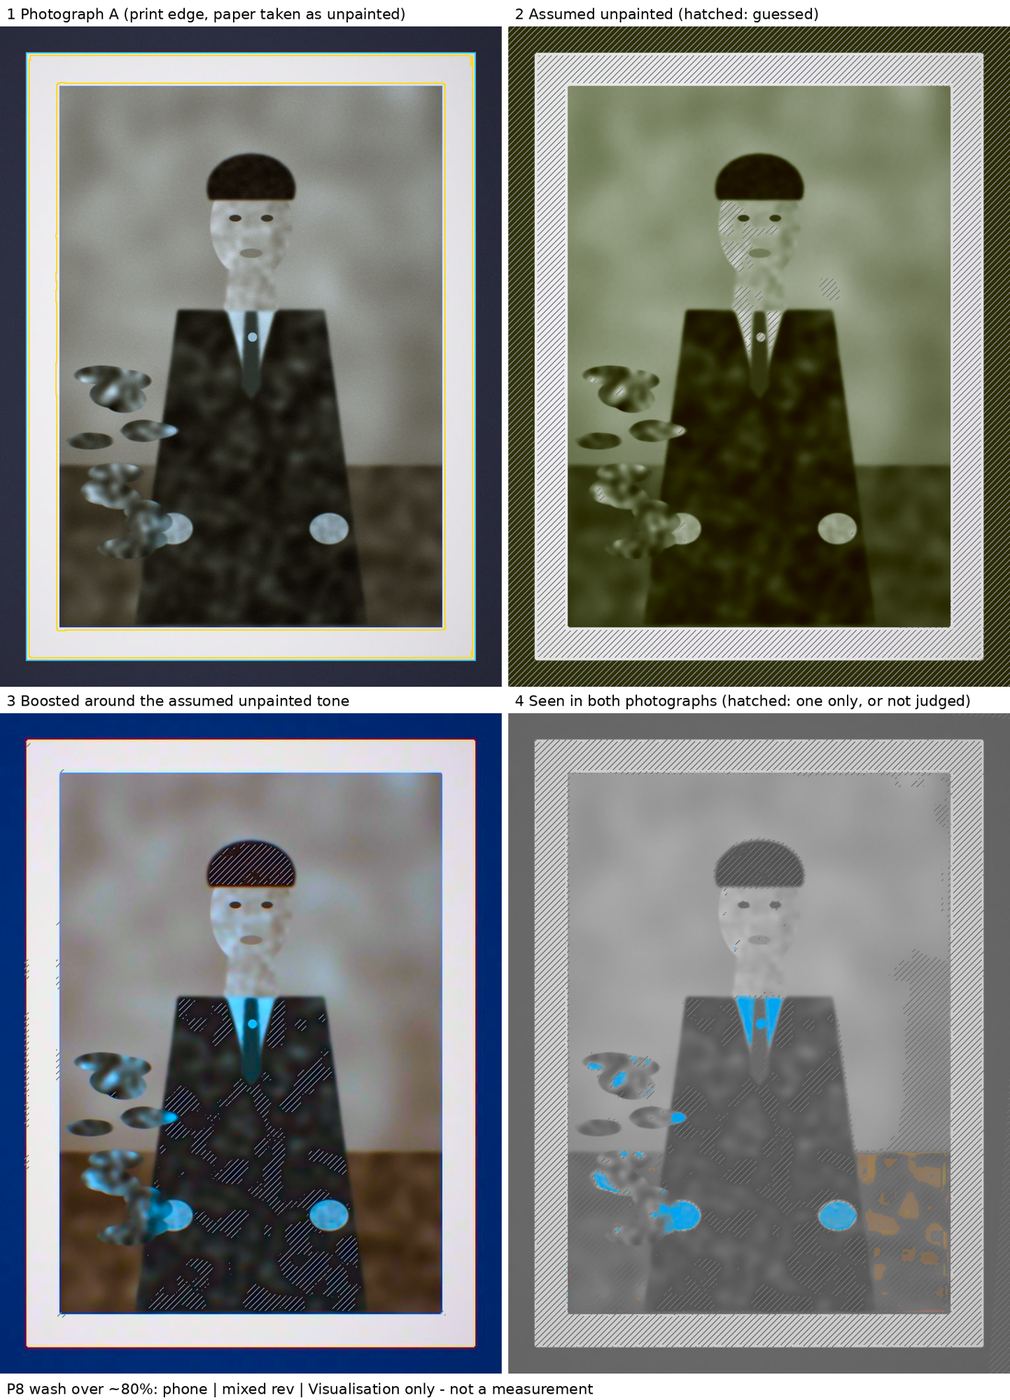 1 Photograph A (print edge, paper taken as unpainted)
2 Assumed unpainted (hatched: guessed)
3 Boosted around the assumed unpainted tone
4 Seen in both photographs (hatched: one only, or not judged)
P8 wash over ~80%: phone | mixed rev | Visualisation only - not a measurement